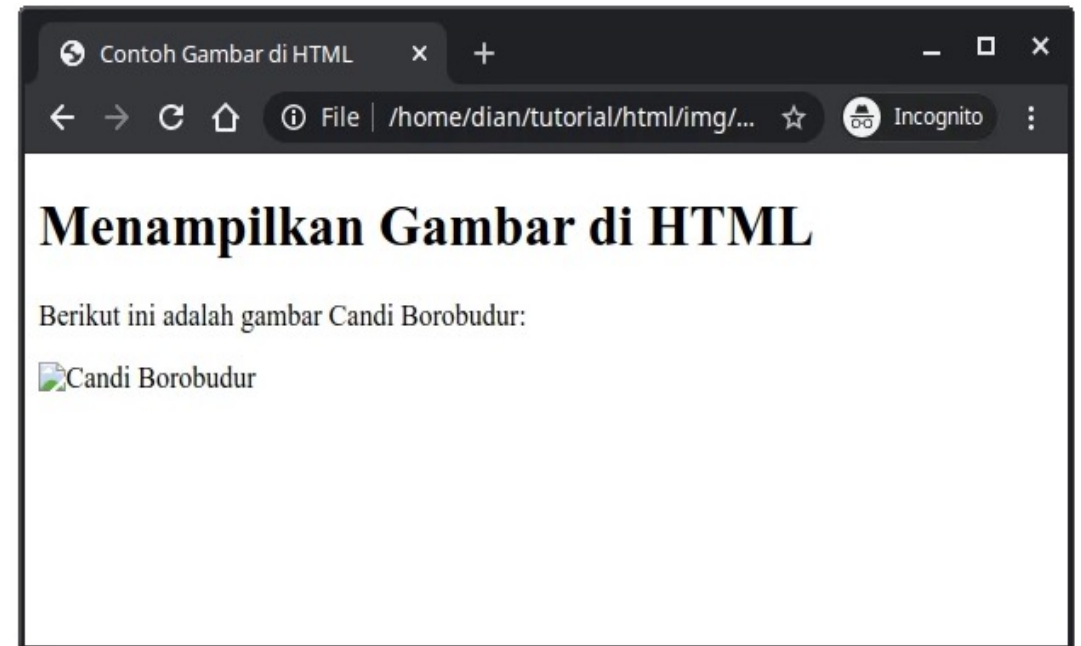 Contoh Gambar di HTML
File /home/dian/tutorial/html/img/... Incognito
Menampilkan Gambar di HTML
Berikut ini adalah gambar Candi Borobudur:
Candi Borobudur